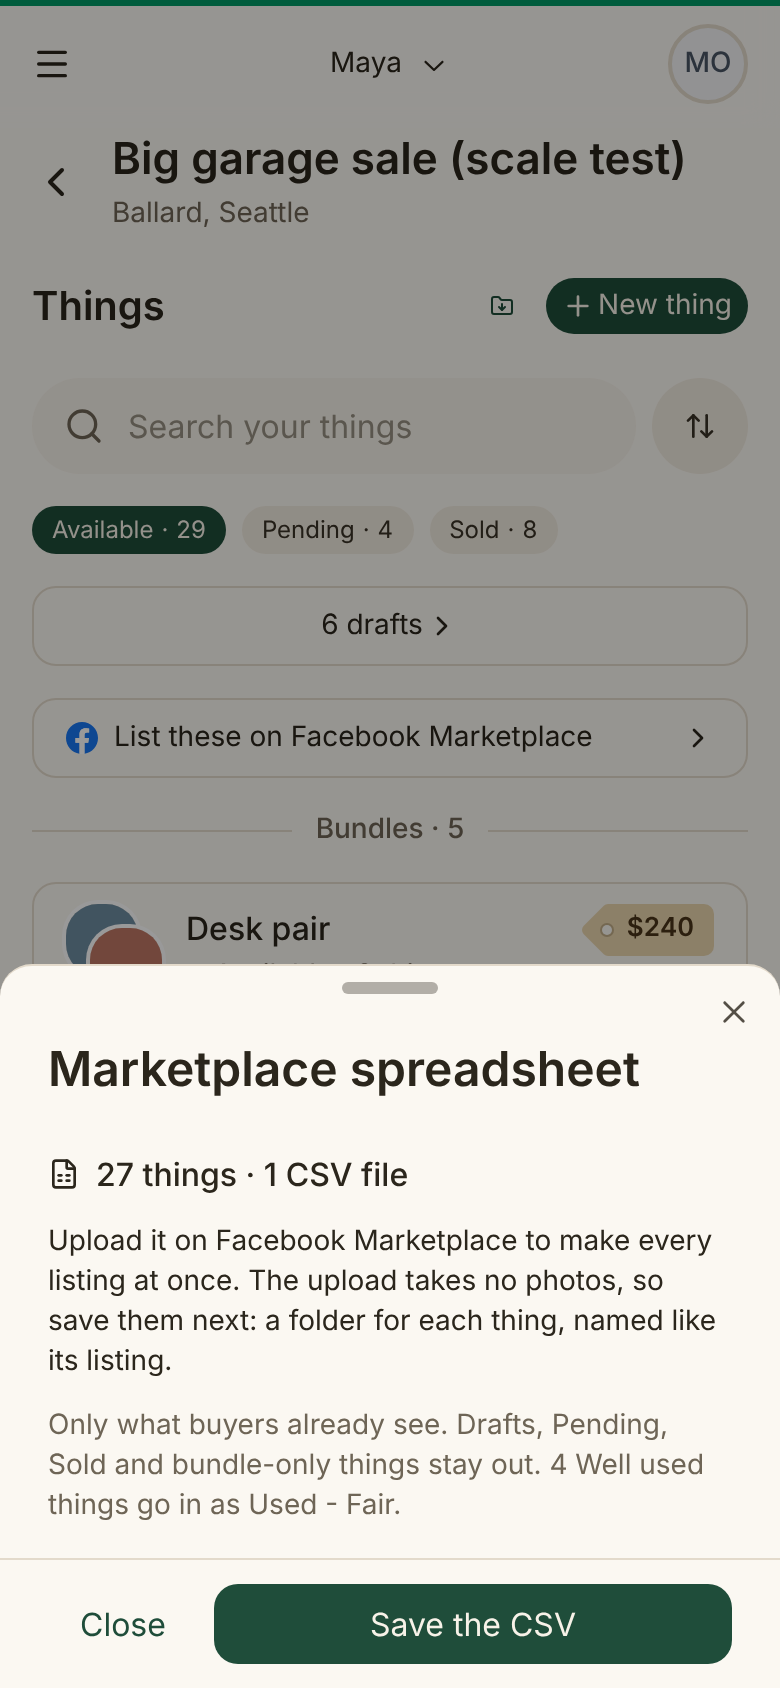 Maya
MO
Big garage sale (scale test)
Ballard, Seattle
Things
New thing
Search your things
Available · 29
Pending · 4
Sold · 8
6 drafts
List these on Facebook Marketplace
Bundles · 5
Desk pair
$240
Marketplace spreadsheet
27 things · 1 CSV file
Upload it on Facebook Marketplace to make every
listing at once. The upload takes no photos, so
save them next: a folder for each thing, named like
its listing.
Only what buyers already see. Drafts, Pending,
Sold and bundle-only things stay out. 4 Well used
things go in as Used - Fair.
Close
Save the CSV